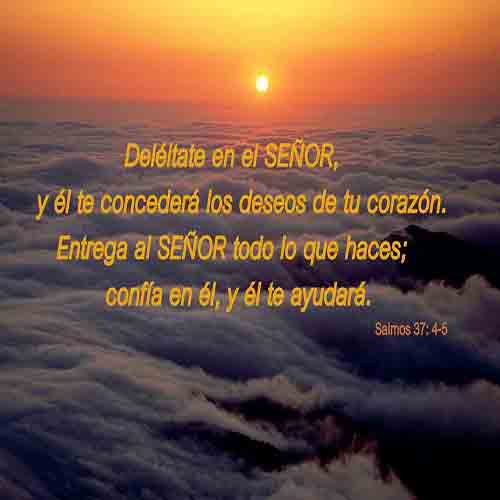 Deléitate en el SEÑOR,
y él te concederá los deseos de tu corazón.
Entrega al SEÑOR todo lo que haces;
confía en él, y él te ayudará.
Salmos 37: 4-5